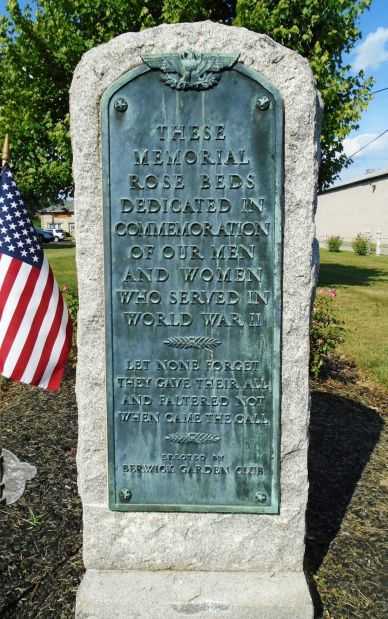 THESE
MEMORIAL
ROSE BEDS
DEDICATED IN
COMMEMORATION
OF OUR MEN
AND WOMEN
WHO SERVED IN
WORLD WAR II
LET NONE FORGET
THEY GAVE THEIR ALL
AND FALTERED NOT
WHEN CAME THE CALL
ERECTED BY
BERWICK GARDEN CLUB